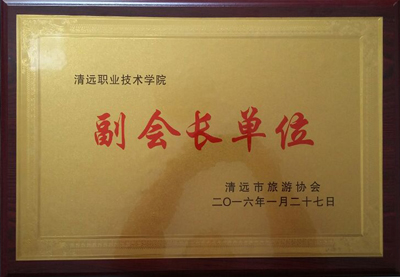 清远职业技术学院
副会长单位
清远市旅游协会
二〇一六年一月二十七日